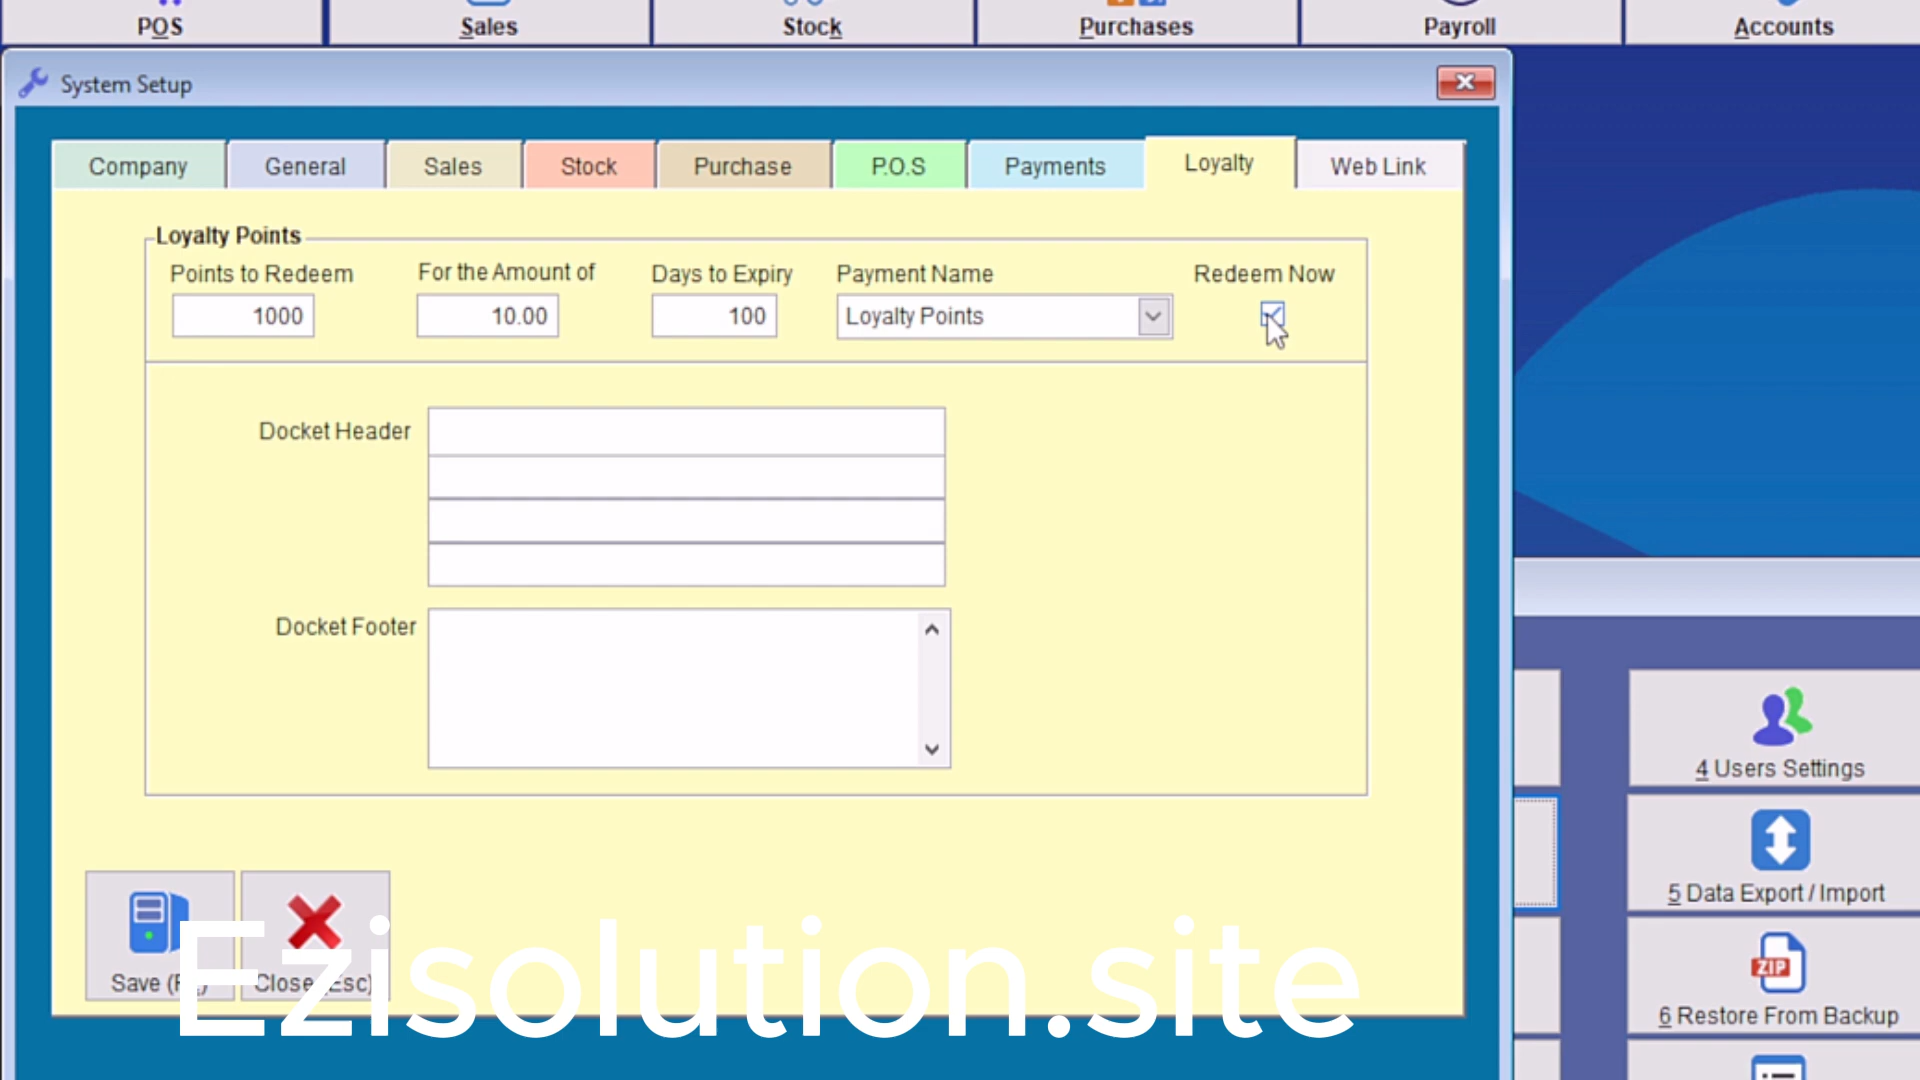 POS
Sales
Stock
Purchases
Payroll
Accounts
System Setup
Company
General
Sales
Stock
Purchase
P.O.S
Payments
Loyalty
Web Link
Loyalty Points
Points to Redeem
For the Amount of
Days to Expiry
Payment Name
Redeem Now
1000
10.00
100
Loyalty Points
Docket Header
Docket Footer
4 Users Settings
5 Data Export / Import
ZIP
6 Restore From Backup
Save
Close (Esc)
Ezisolution.site